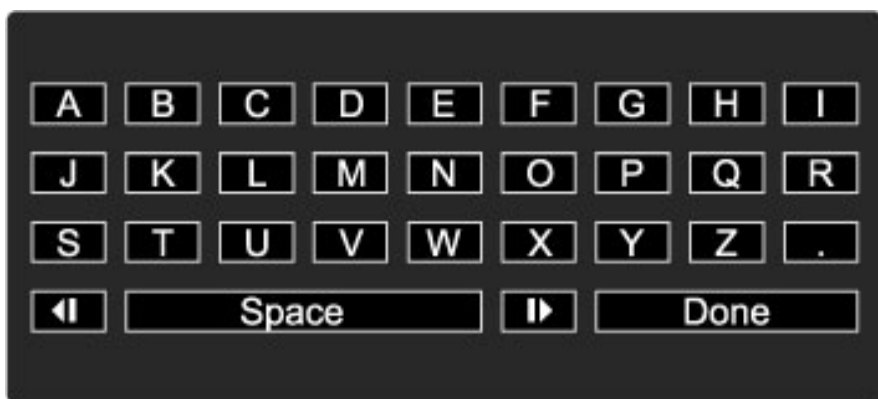 A B C D E F G H I
J K L M N O P Q R
S T U V W X Y Z .
Space Done